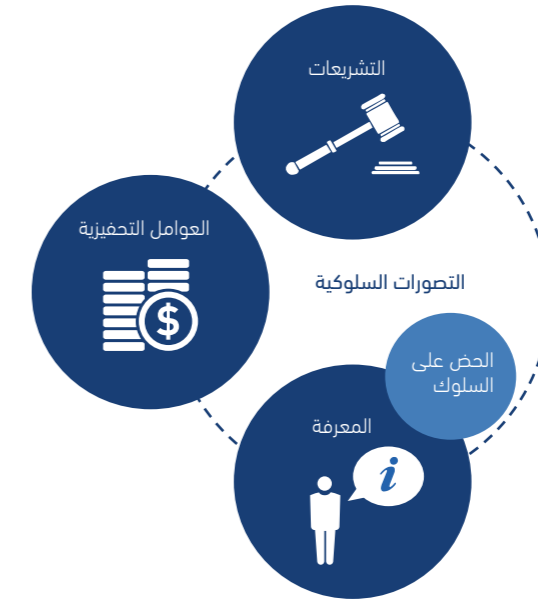 التشريعات
العوامل التحفيزية
$
التصورات السلوكية
الحض على
السلوك
المعرفة
i